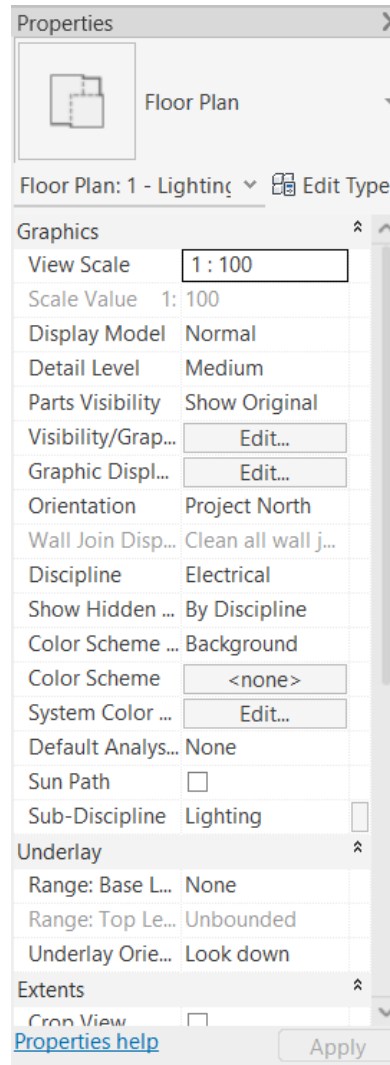 Properties
Floor Plan
Floor Plan: 1 - Lighting Edit Type
Graphics
View Scale 1 : 100
Scale Value 1: 100
Display Model Normal
Detail Level Medium
Parts Visibility Show Original
Visibility/Grap... Edit...
Graphic Displ... Edit...
Orientation Project North
Wall Join Disp... Clean all wall j...
Discipline Electrical
Show Hidden ... By Discipline
Color Scheme ... Background
Color Scheme <none>
System Color ... Edit...
Default Analys... None
Sun Path
Sub-Discipline Lighting
Underlay
Range: Base L... None
Range: Top Le... Unbounded
Underlay Orie... Look down
Extents
Crop View
Properties help Apply